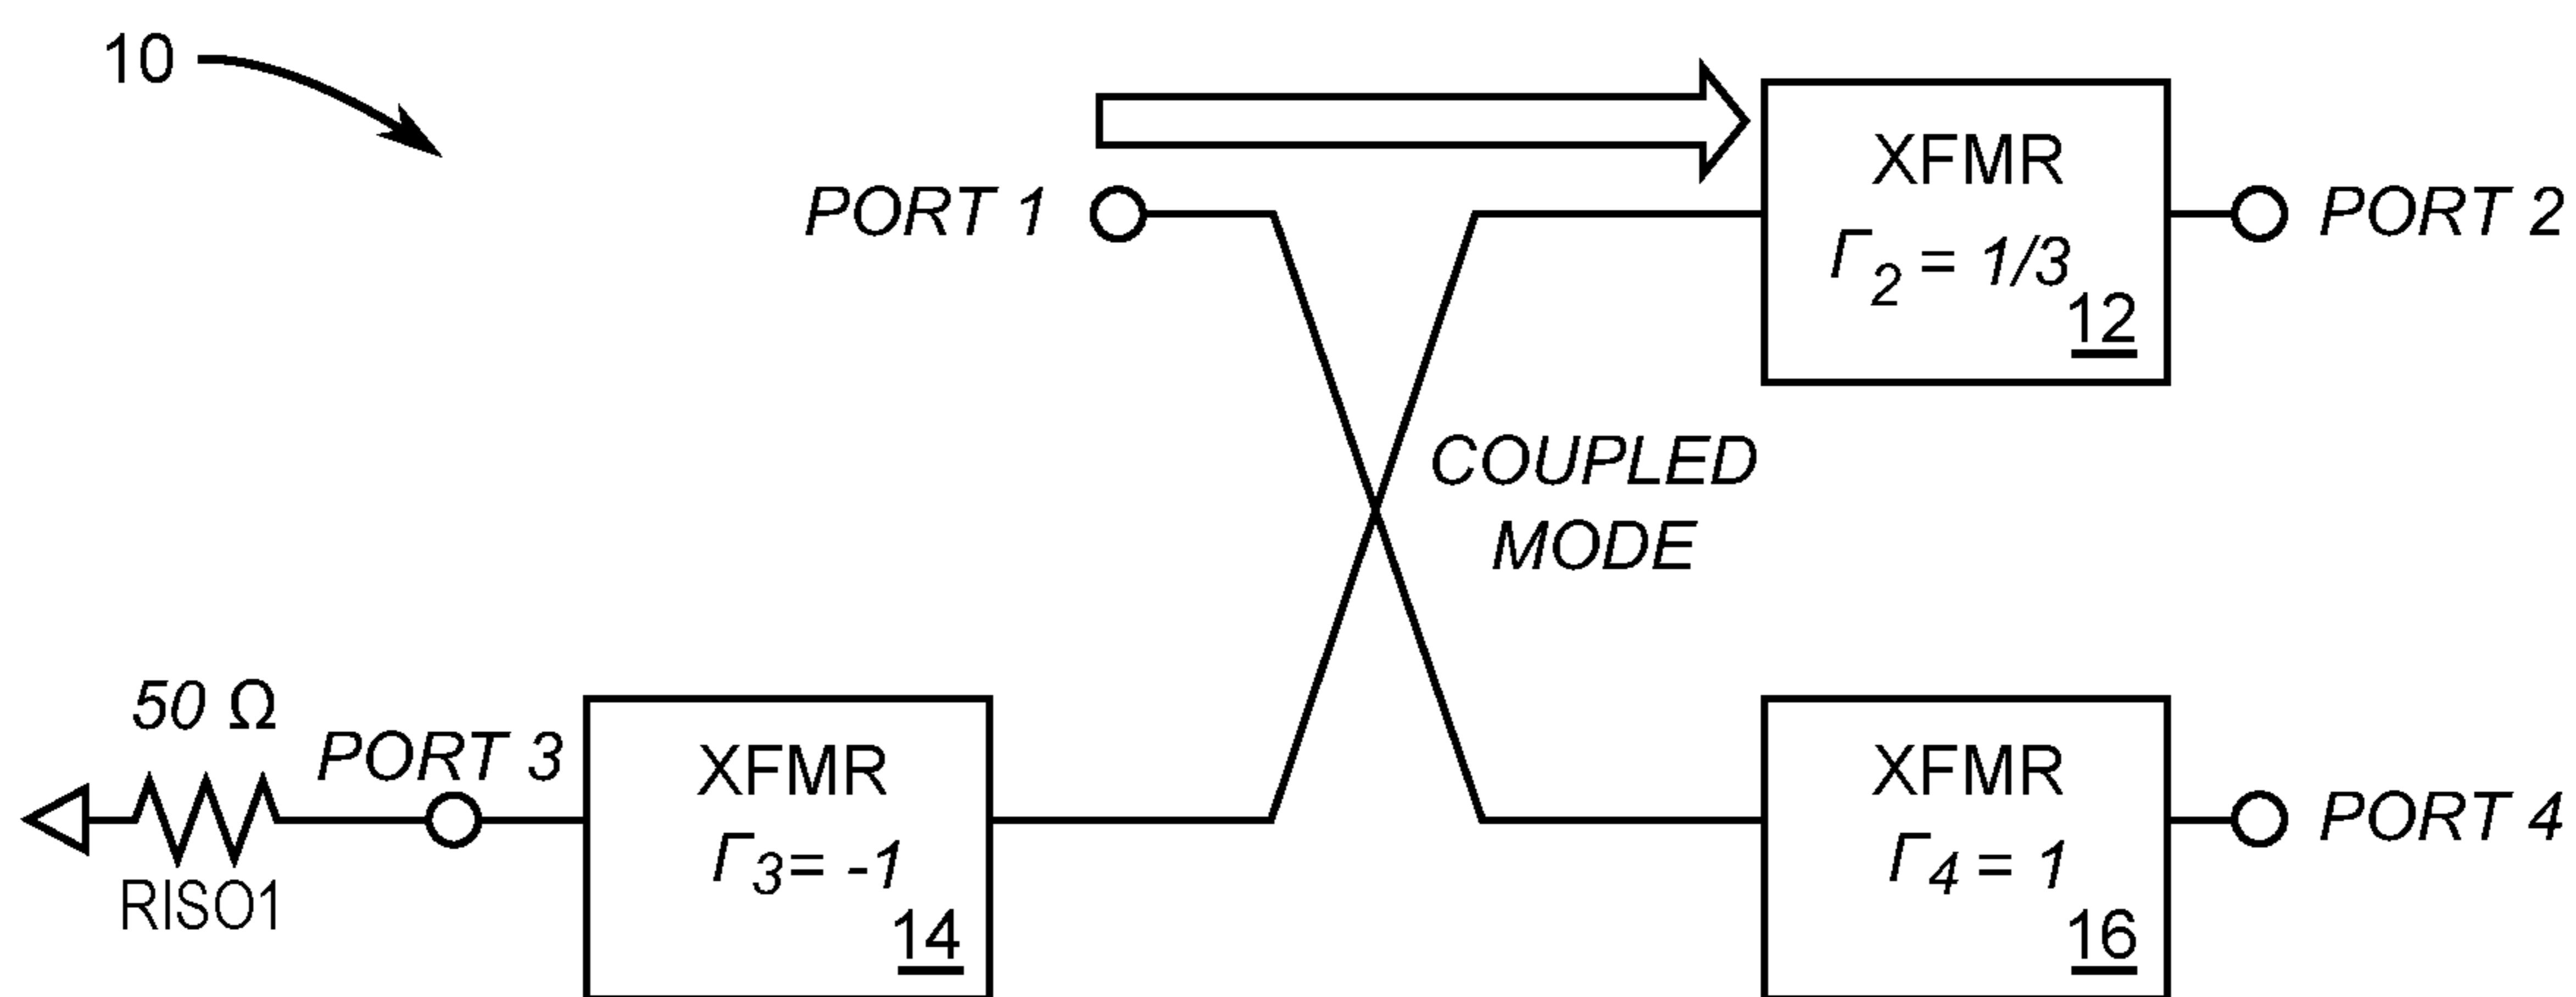 10
PORT 1
XFMR
Γ2 = 1/3
12
PORT 2
COUPLED
MODE
50 Ω
RISO1
PORT 3
XFMR
Γ3= -1
14
XFMR
Γ4 = 1
16
PORT 4